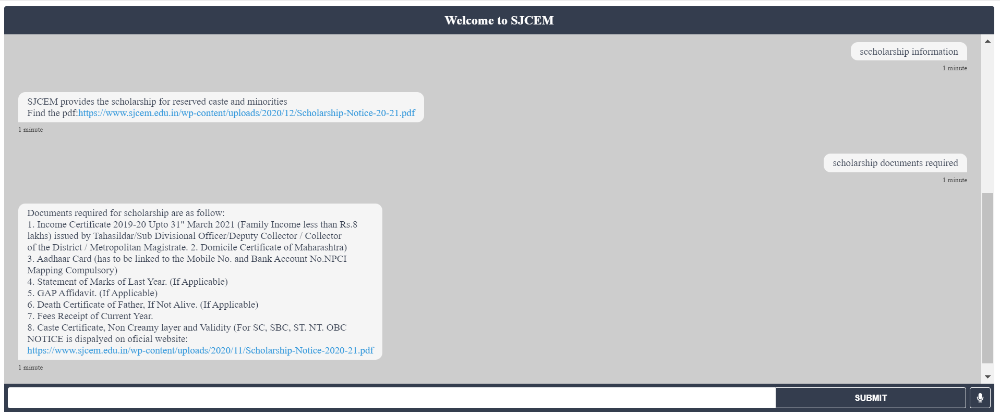 Welcome to SJCEM
sccholarship information
1 minute
SJCEM provides the scholarship for reserved caste and minorities
Find the pdf:https://www.sjcem.edu.in/wp-content/uploads/2020/12/Scholarship-Notice-20-21.pdf
1 minute
scholarship documents required
1 minute
Documents required for scholarship are as follow:
1. Income Certificate 2019-20 Upto 31" March 2021 (Family Income less than Rs.8
lakhs) issued by Tahasildar/Sub Divisional Officer/Deputy Collector / Collector
of the District / Metropolitan Magistrate. 2. Domicile Certificate of Maharashtra)
3. Aadhaar Card (has to be linked to the Mobile No. and Bank Account No.NPCI
Mapping Compulsory)
4. Statement of Marks of Last Year. (If Applicable)
5. GAP Affidavit. (If Applicable)
6. Death Certificate of Father, If Not Alive. (If Applicable)
7. Fees Receipt of Current Year.
8. Caste Certificate, Non Creamy layer and Validity (For SC, SBC, ST. NT. OBC
NOTICE is dispalyed on oficial website:
https://www.sjcem.edu.in/wp-content/uploads/2020/11/Scholarship-Notice-2020-21.pdf
1 minute
SUBMIT